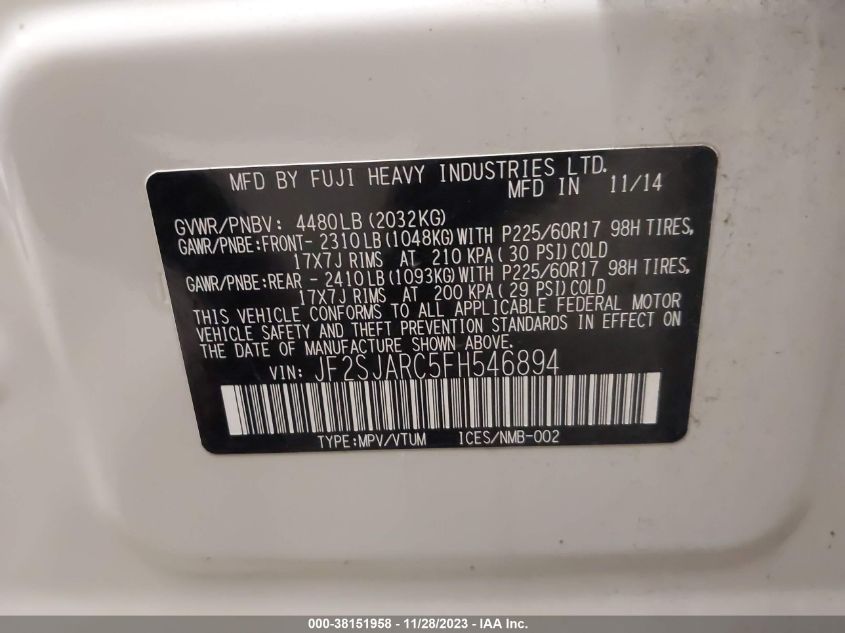 MFD BY FUJI HEAVY INDUSTRIES LTD.
MFD IN 11/14
GVWR/PNBV: 4480LB (2032KG)
GAWR/PNBE:FRONT- 2310LB (1048KG) WITH P225/60R17 98H TIRES,
17X7J RIMS AT 210 KPA ( 30 PSI) COLD
GAWR/PNBE:REAR - 2410LB (1093KG) WITH P225/60R17 98H TIRES,
17X7J RIMS AT 200 KPA ( 29 PSI) COLD
THIS VEHICLE CONFORMS TO ALL APPLICABLE FEDERAL MOTOR
VEHICLE SAFETY AND THEFT PREVENTION STANDARDS IN EFFECT ON
THE DATE OF MANUFACTURE SHOWN ABOVE.
VIN: JF2SJARC5FH546894
TYPE:MPV/VTUM ICES/NMB-002
000-38151958 - 11/28/2023 - IAA Inc.